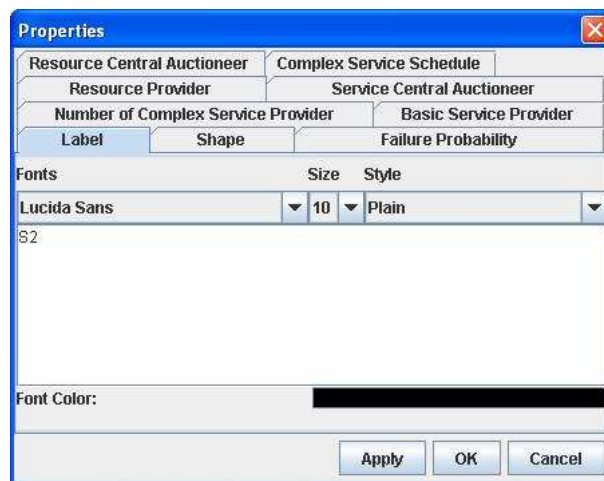 Properties
Resource Central Auctioneer Complex Service Schedule
Resource Provider Service Central Auctioneer
Number of Complex Service Provider Basic Service Provider
Label Shape Failure Probability
Fonts Size Style
Lucida Sans 10 Plain
S2
Font Color:
Apply OK Cancel